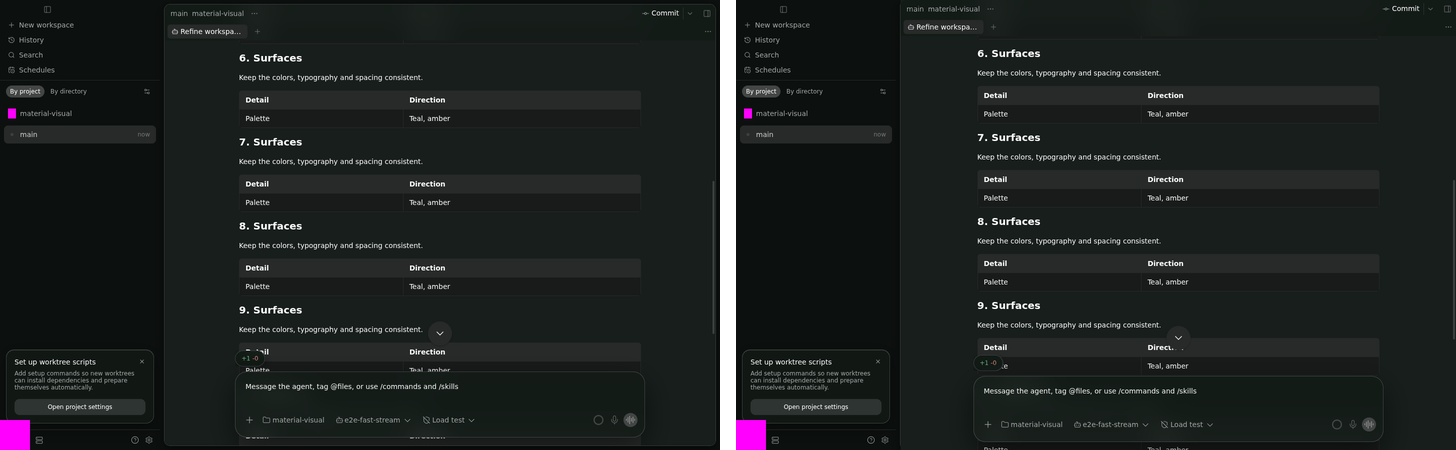 New workspace
History
Search
Schedules
By project By directory
material-visual
main now
Set up worktree scripts
Add setup commands so new worktrees
can install dependencies and prepare
themselves automatically.
Open project settings
main material-visual
Commit
Refine workspa...
6. Surfaces
Keep the colors, typography and spacing consistent.
Detail Direction
Palette Teal, amber
7. Surfaces
Keep the colors, typography and spacing consistent.
Detail Direction
Palette Teal, amber
8. Surfaces
Keep the colors, typography and spacing consistent.
Detail Direction
Palette Teal, amber
9. Surfaces
Keep the colors, typography and spacing consistent.
Direction
+1 -0
Palette Teal, amber
Message the agent, tag @files, or use /commands and /skills
material-visual e2e-fast-stream Load test
New workspace
History
Search
Schedules
By project By directory
material-visual
main now
Set up worktree scripts
Add setup commands so new worktrees
can install dependencies and prepare
themselves automatically.
Open project settings
main material-visual
Commit
Refine workspa...
6. Surfaces
Keep the colors, typography and spacing consistent.
Detail Direction
Palette Teal, amber
7. Surfaces
Keep the colors, typography and spacing consistent.
Detail Direction
Palette Teal, amber
8. Surfaces
Keep the colors, typography and spacing consistent.
Detail Direction
Palette Teal, amber
9. Surfaces
Keep the colors, typography and spacing consistent.
Detail Direction
+1 -0
Teal, amber
Message the agent, tag @files, or use /commands and /skills
material-visual e2e-fast-stream Load test